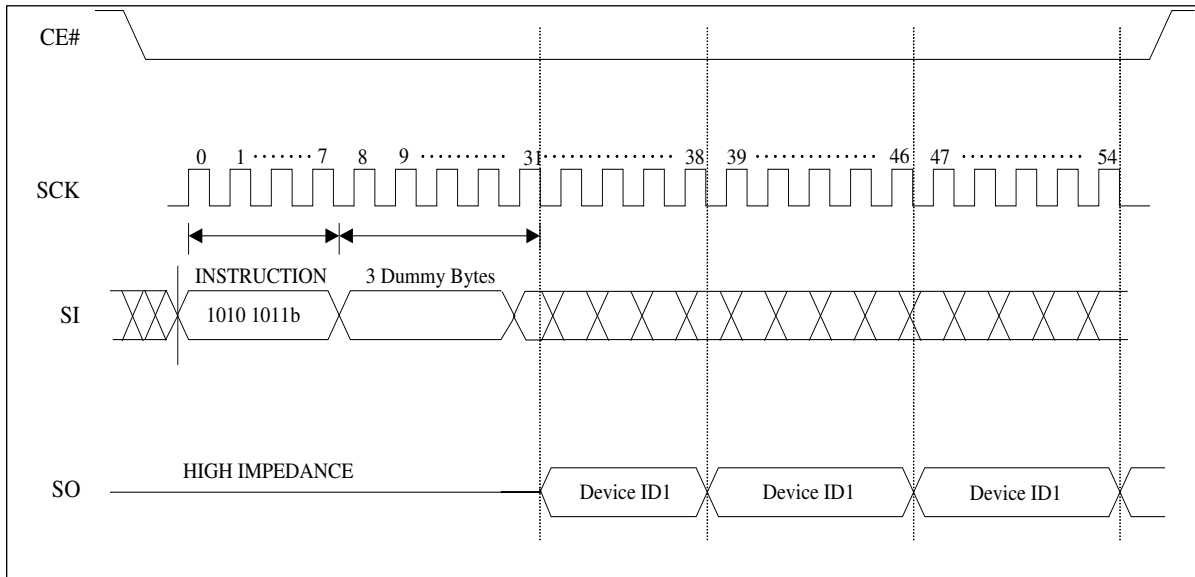 CE#
0 1 ········ 7 8 9 ·········· 31 ·············· 38 39 ·············· 46 47 ·············· 54
SCK
INSTRUCTION 3 Dummy Bytes
SI 1010 1011b
HIGH IMPEDANCE
SO Device ID1 Device ID1 Device ID1